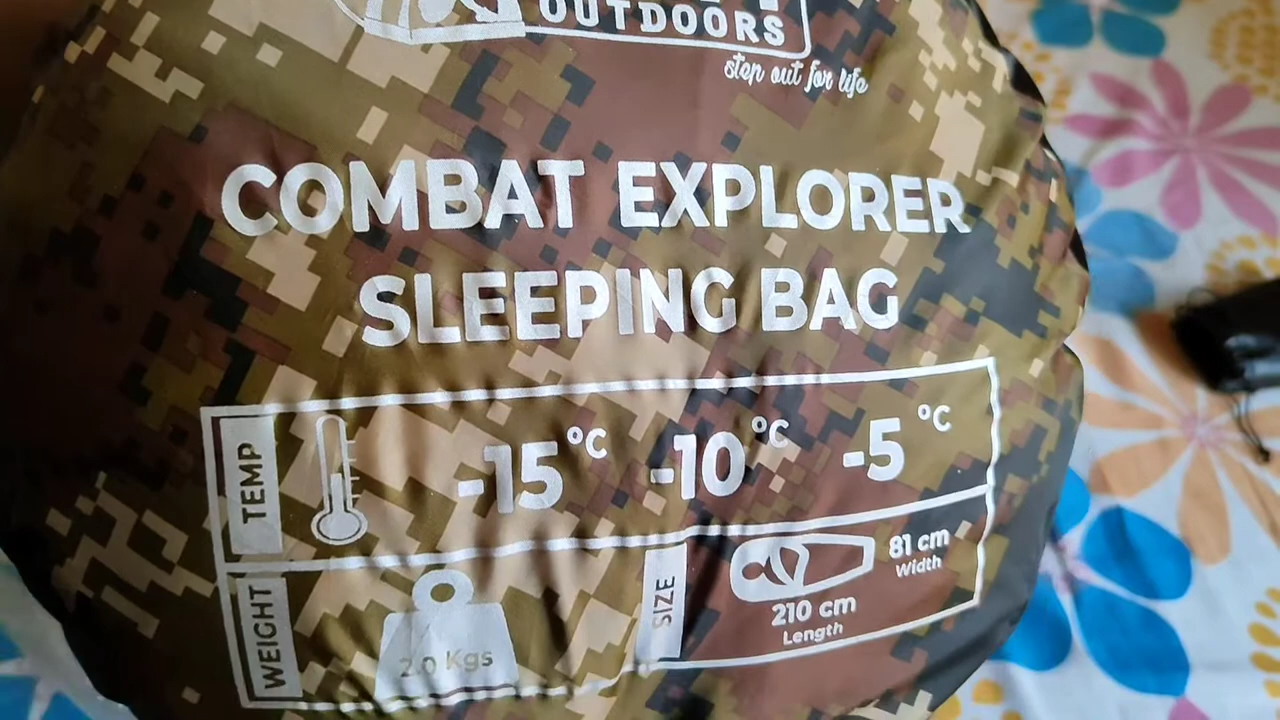 OUTDOORS
step out for life
COMBAT EXPLORER
SLEEPING BAG
TEMP
-15 °C -10 °C -5 °C
WEIGHT
2.0 Kgs
SIZE
81 cm
Width
210 cm
Length